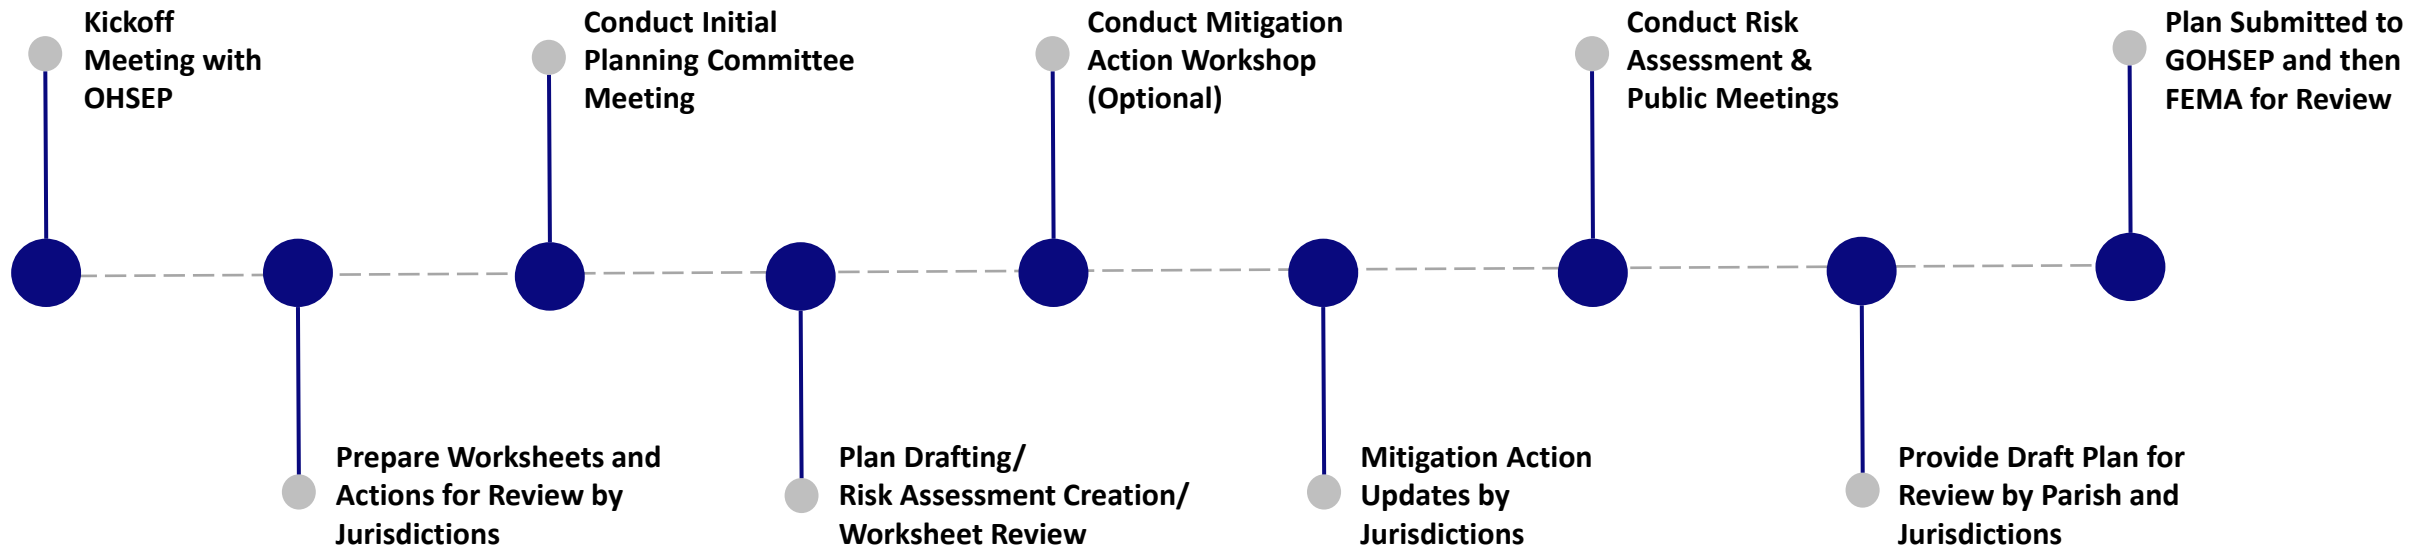 Kickoff
Meeting with
OHSEP
Conduct Initial
Planning Committee
Meeting
Conduct Mitigation
Action Workshop
(Optional)
Conduct Risk
Assessment &
Public Meetings
Plan Submitted to
GOHSEP and then
FEMA for Review
Prepare Worksheets and
Actions for Review by
Jurisdictions
Plan Drafting/
Risk Assessment Creation/
Worksheet Review
Mitigation Action
Updates by
Jurisdictions
Provide Draft Plan for
Review by Parish and
Jurisdictions